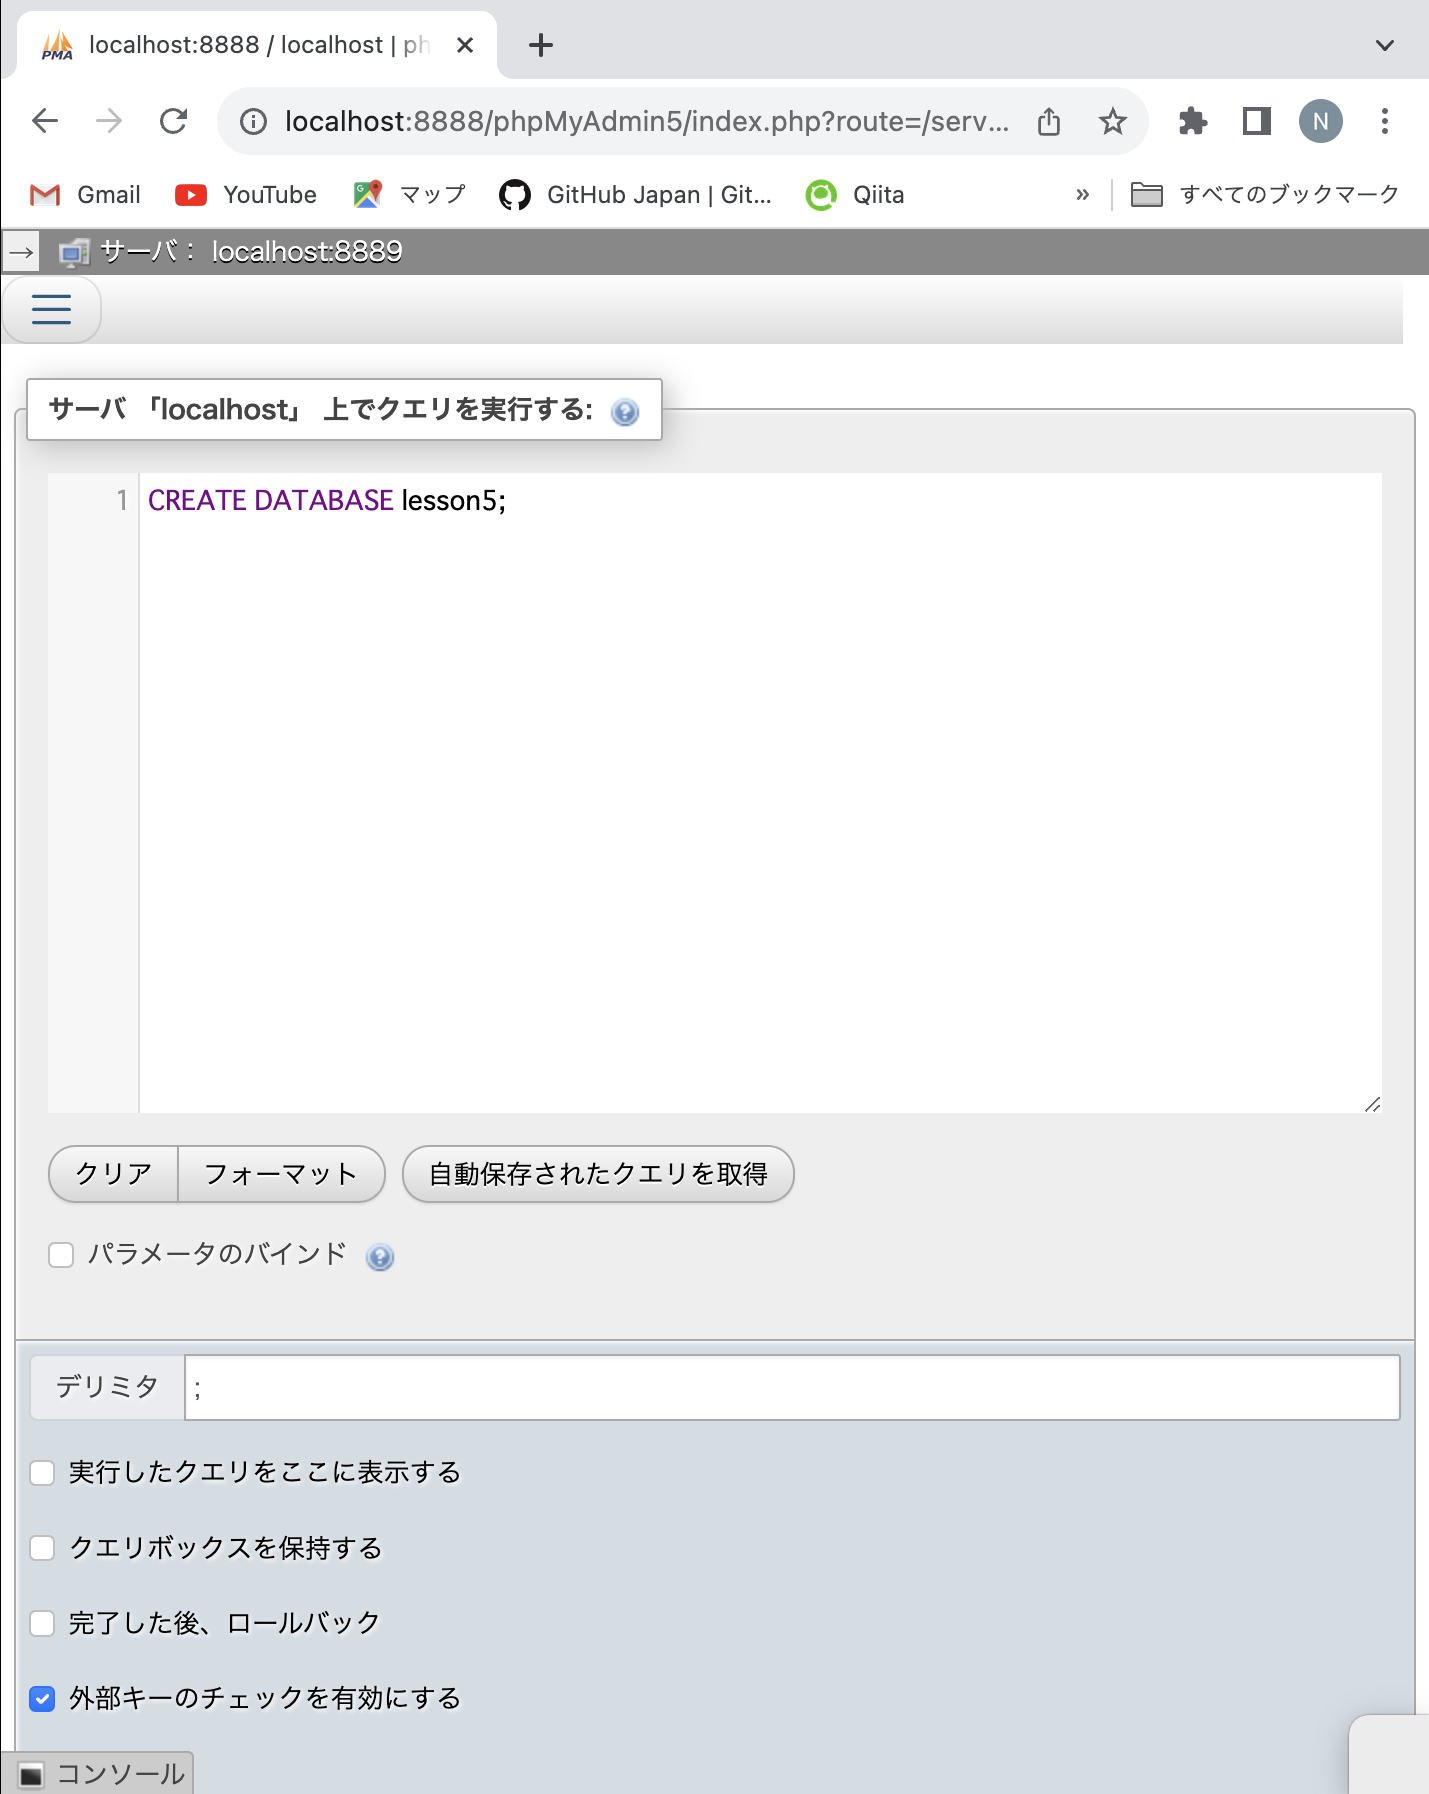 PMA localhost:8888 / localhost | ph
localhost:8888/phpMyAdmin5/index.php?route=/serv... N
Gmail YouTube マップ GitHub Japan | Git... Qiita » すべてのブックマーク
サーバ： localhost:8889
サーバ 「localhost」 上でクエリを実行する:
1 CREATE DATABASE lesson5;
クリア フォーマット 自動保存されたクエリを取得
パラメータのバインド
デリミタ ;
実行したクエリをここに表示する
クエリボックスを保持する
完了した後、ロールバック
外部キーのチェックを有効にする
コンソール